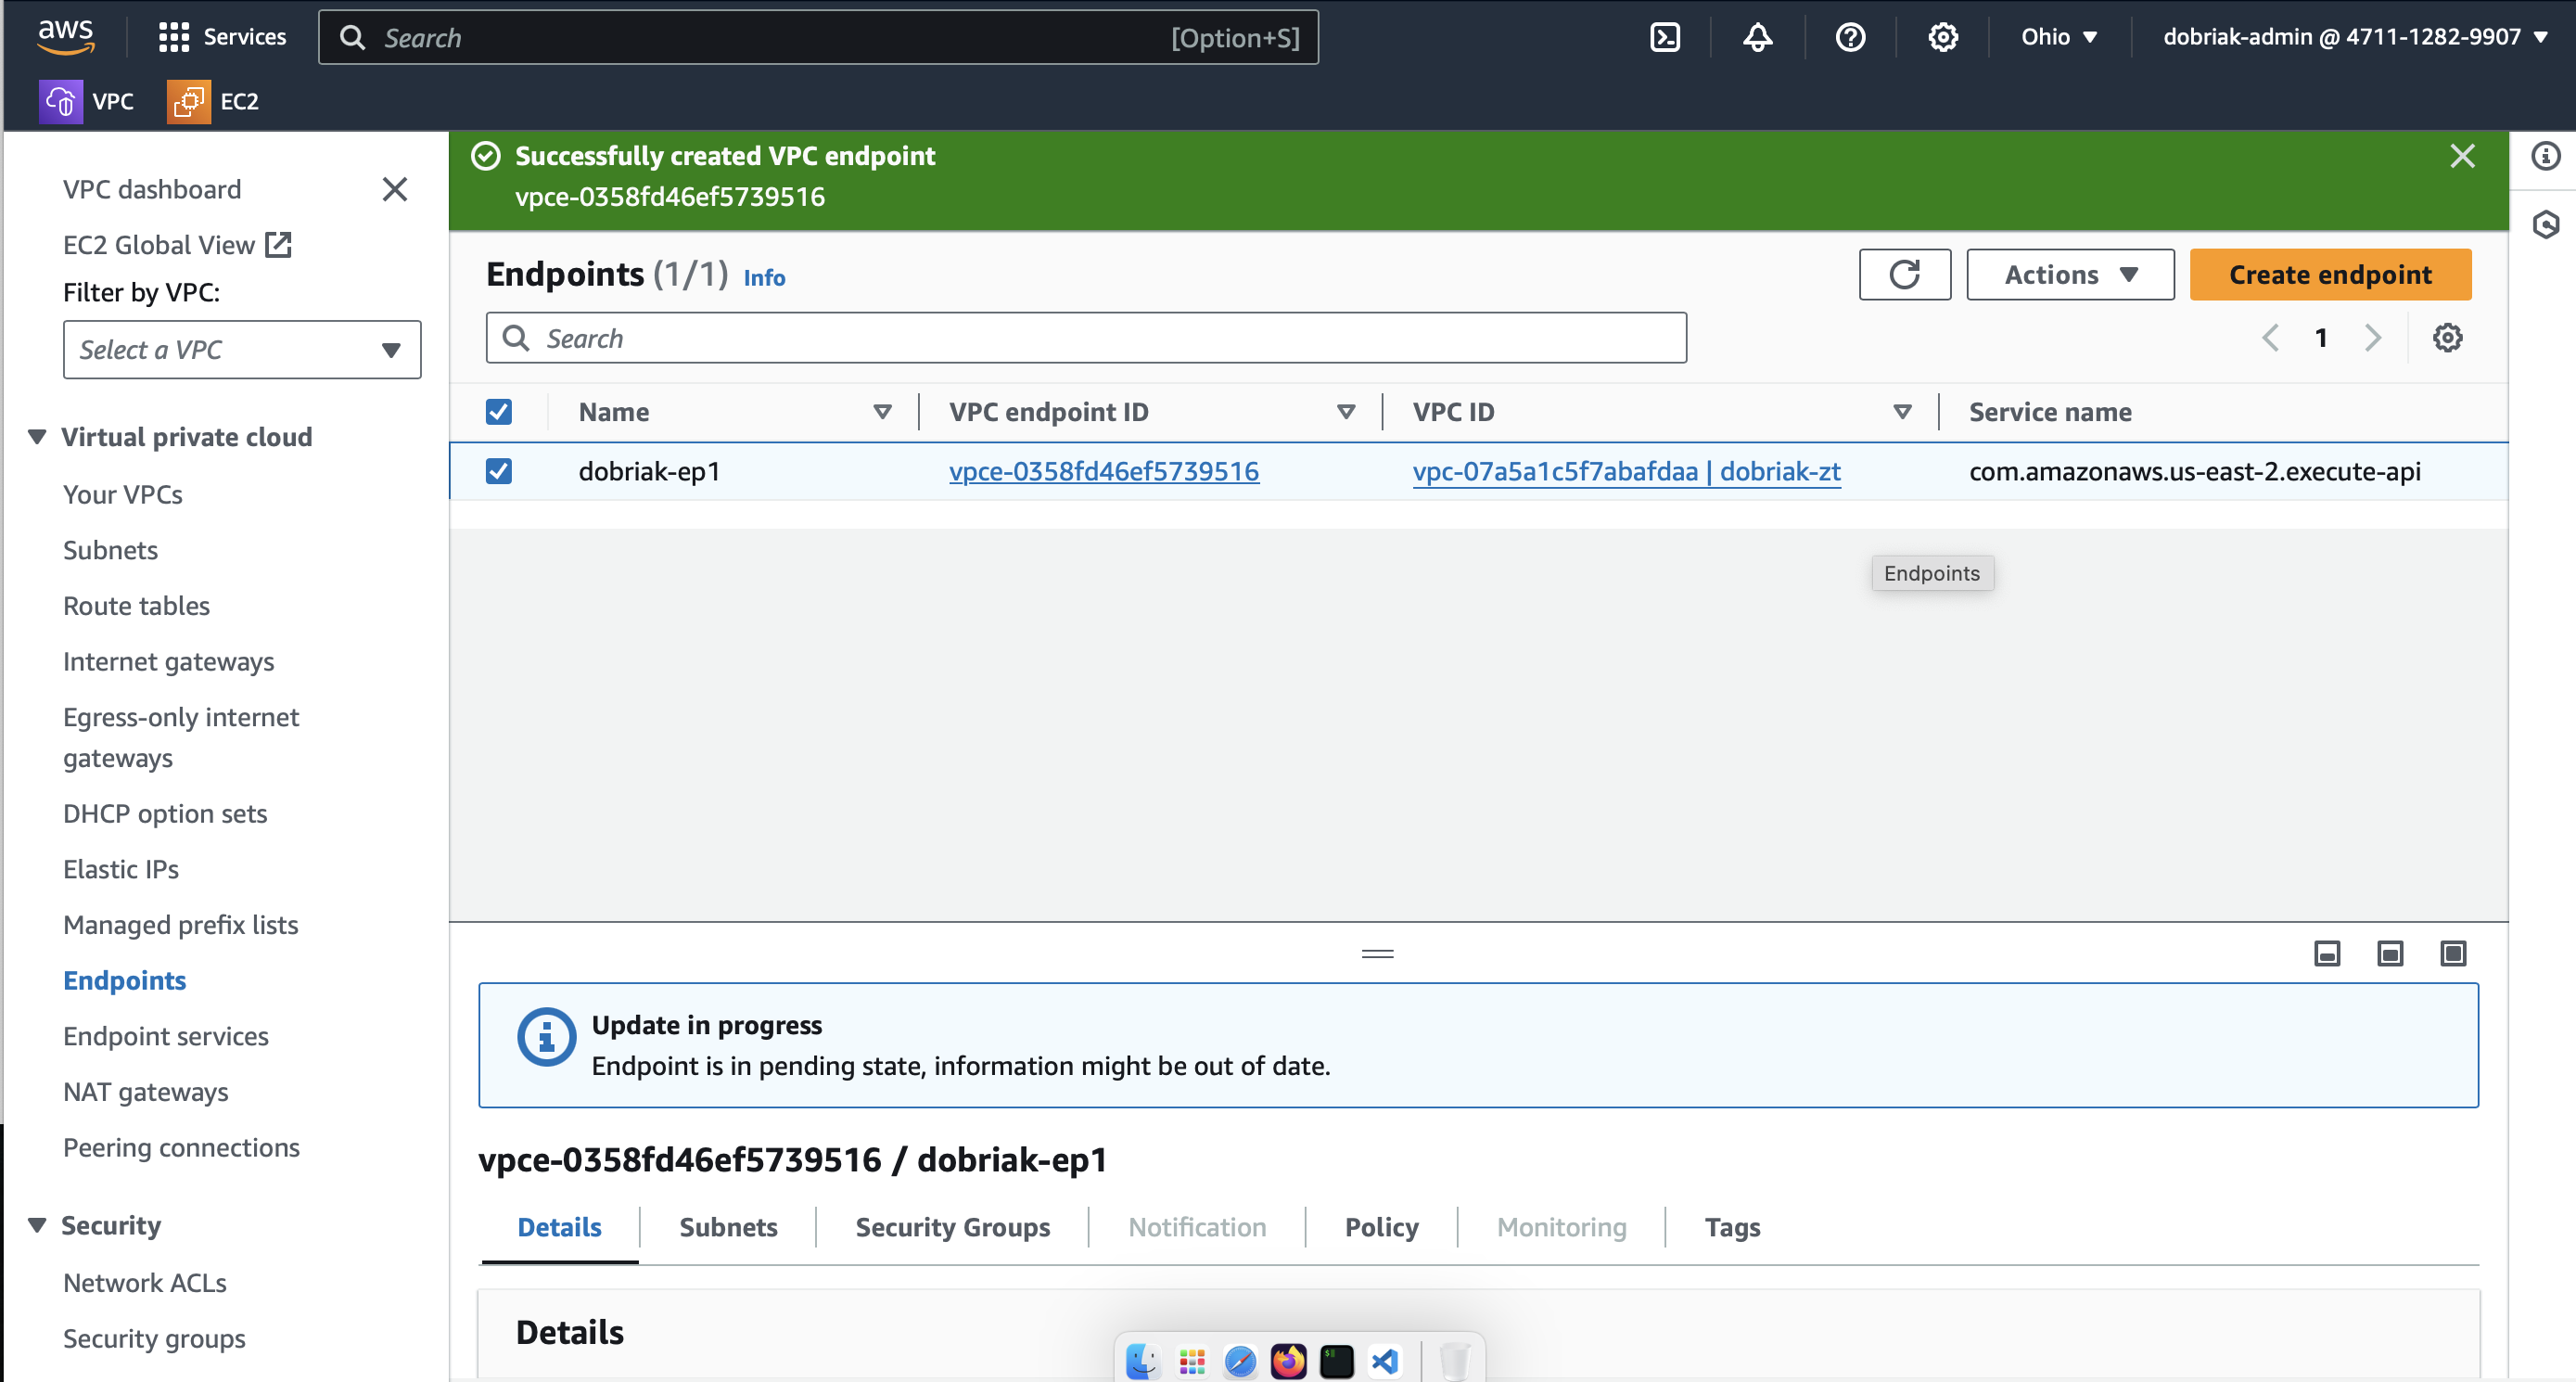 aws
Services
Search
[Option+S]
Ohio
dobriak-admin @ 4711-1282-9907
VPC
EC2
VPC dashboard
EC2 Global View
Filter by VPC:
Select a VPC
Virtual private cloud
Your VPCs
Subnets
Route tables
Internet gateways
Egress-only internet
gateways
DHCP option sets
Elastic IPs
Managed prefix lists
Endpoints
Endpoint services
NAT gateways
Peering connections
Security
Network ACLs
Security groups
Successfully created VPC endpoint
vpce-0358fd46ef5739516
Endpoints (1/1) Info
Actions
Create endpoint
Search
1
Name
VPC endpoint ID
VPC ID
Service name
dobriak-ep1
vpce-0358fd46ef5739516
vpc-07a5a1c5f7abafdaa | dobriak-zt
com.amazonaws.us-east-2.execute-api
Endpoints
Update in progress
Endpoint is in pending state, information might be out of date.
vpce-0358fd46ef5739516 / dobriak-ep1
Details
Subnets
Security Groups
Notification
Policy
Monitoring
Tags
Details